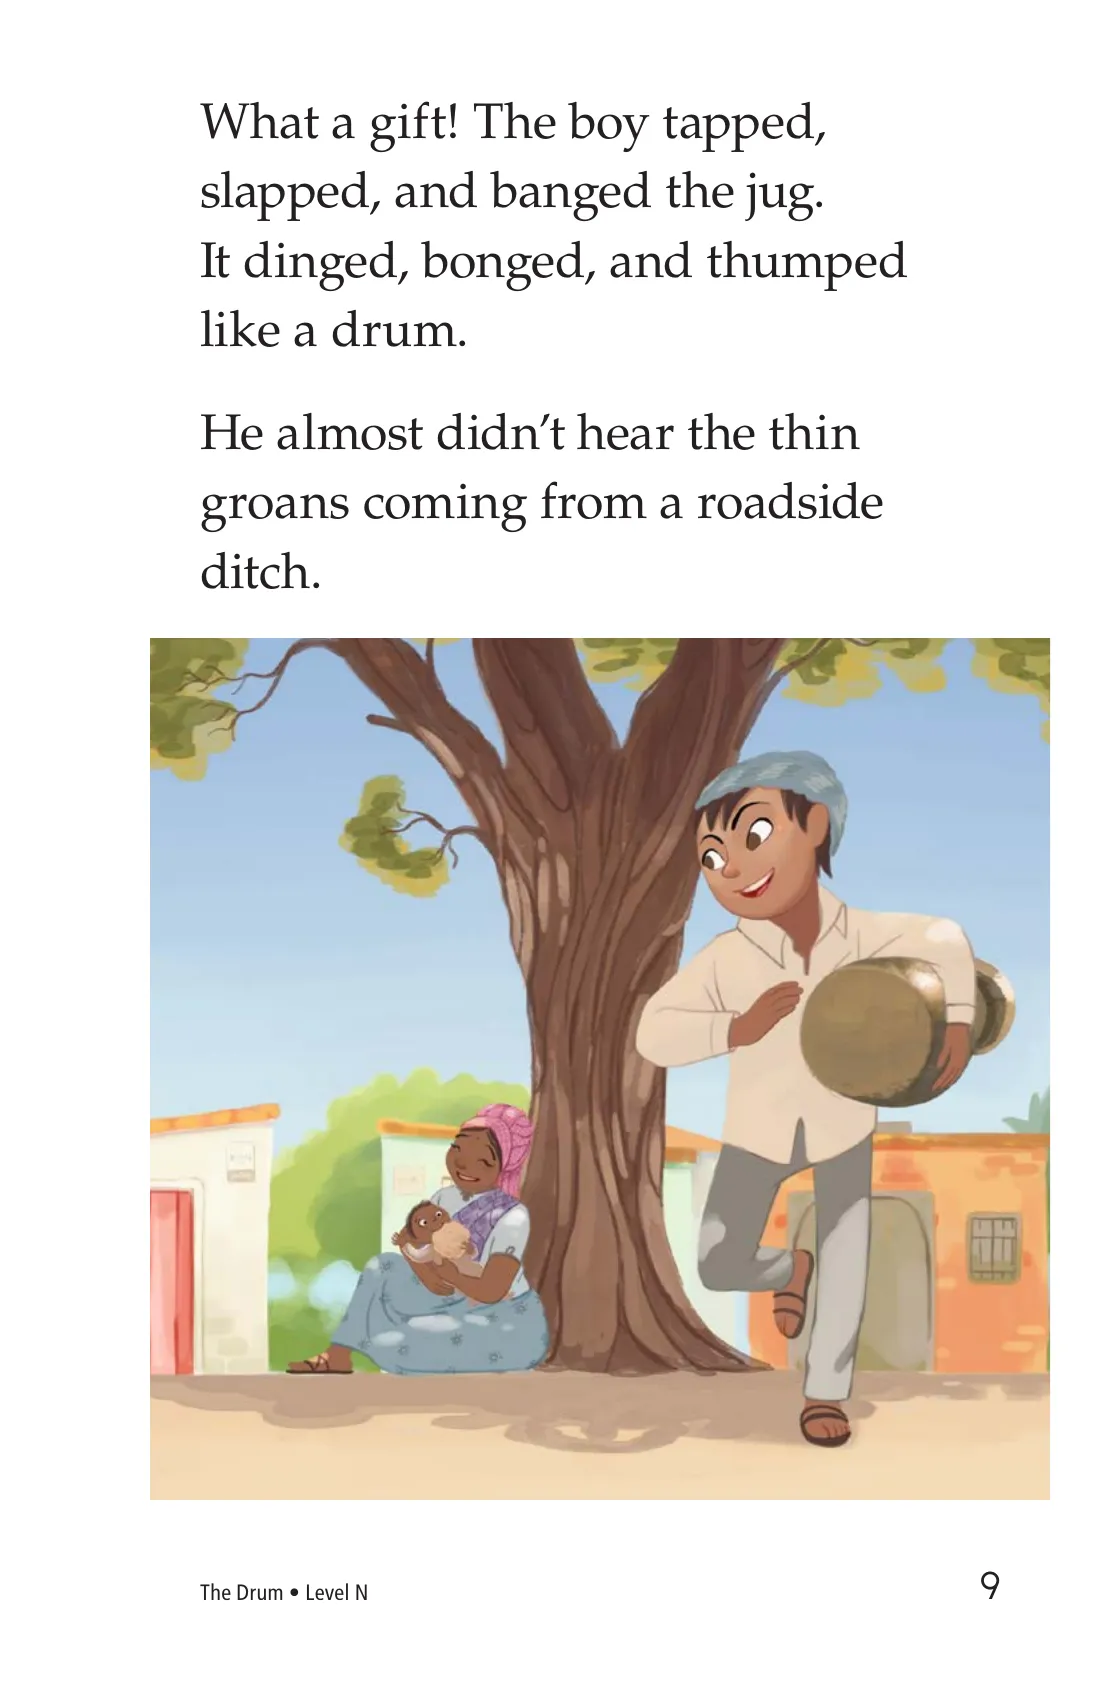 What a gift! The boy tapped,
slapped, and banged the jug.
It dinged, bonged, and thumped
like a drum.
He almost didn’t hear the thin
groans coming from a roadside
ditch.
The Drum • Level N
9